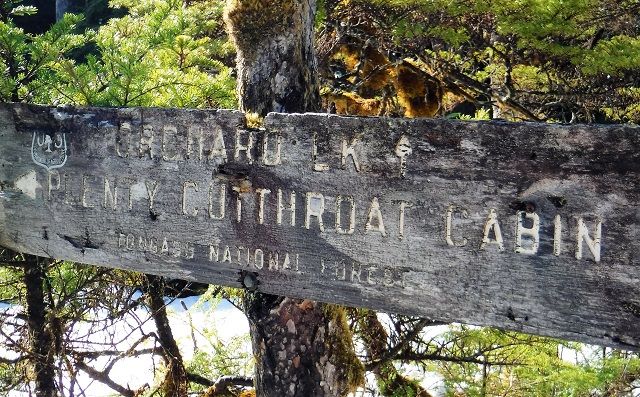 ORCHARD LK
PLENTY CUTTHROAT CABIN
TONGASS NATIONAL FOREST